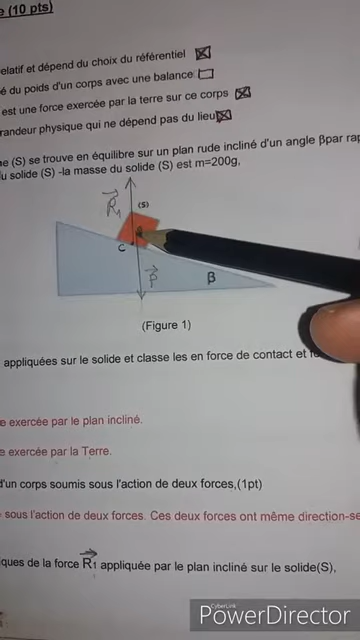 e (10 pts)
elatif et dépend du choix du référentiel
é du poids d'un corps avec une balance
est une force exercée par la terre sur ce corps
randeur physique qui ne dépend pas du lieu
e (S) se trouve en équilibre sur un plan rude incliné d'un angle βpar rap
u solide (S) -la masse du solide (S) est m=200g,
R1
(S)
C
P
β
(Figure 1)
appliquées sur le solide et classe les en force de contact et
e exercée par le plan incliné.
e exercée par la Terre.
d'un corps soumis sous l'action de deux forces,(1pt)
sous l'action de deux forces. Ces deux forces ont même direction-se
ques de la force R1 appliquée par le plan incliné sur le solide(S),
CyberLink
PowerDirector